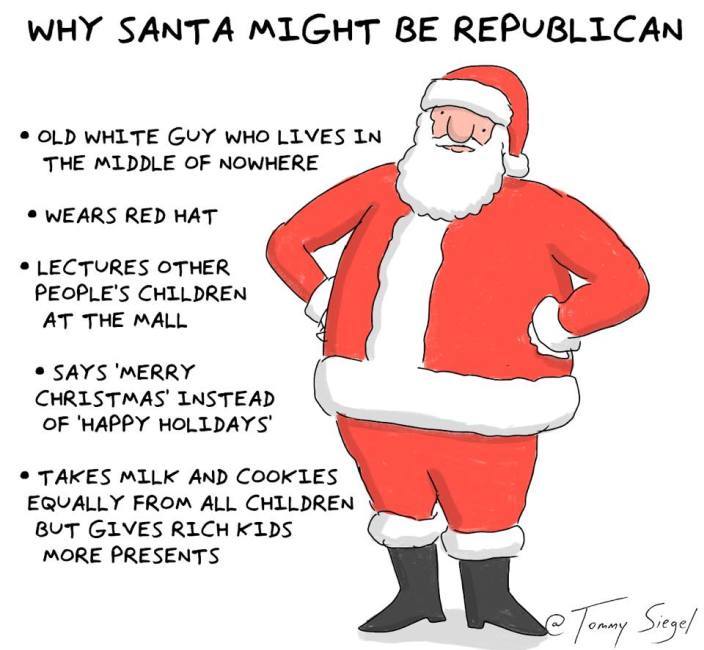 WHY SANTA MIGHT BE REPUBLICAN
• OLD WHITE GUY WHO LIVES IN
THE MIDDLE OF NOWHERE
• WEARS RED HAT
• LECTURES OTHER
PEOPLE'S CHILDREN
AT THE MALL
• SAYS 'MERRY
CHRISTMAS' INSTEAD
OF 'HAPPY HOLIDAYS'
• TAKES MILK AND COOKIES
EQUALLY FROM ALL CHILDREN
BUT GIVES RICH KIDS
MORE PRESENTS
@ Tommy Siegel